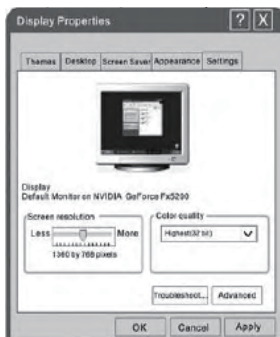 Display Properties
? X
Themas Desktop Screen Saver Appearance Settings
Display
Default Monitor on NVIDIA GeForce Fx5200
Screen resolution
Less More
1360 by 768 pixels
Color quality
Highest(32 bit)
Troubleshoot... Advanced
OK Cancel Apply